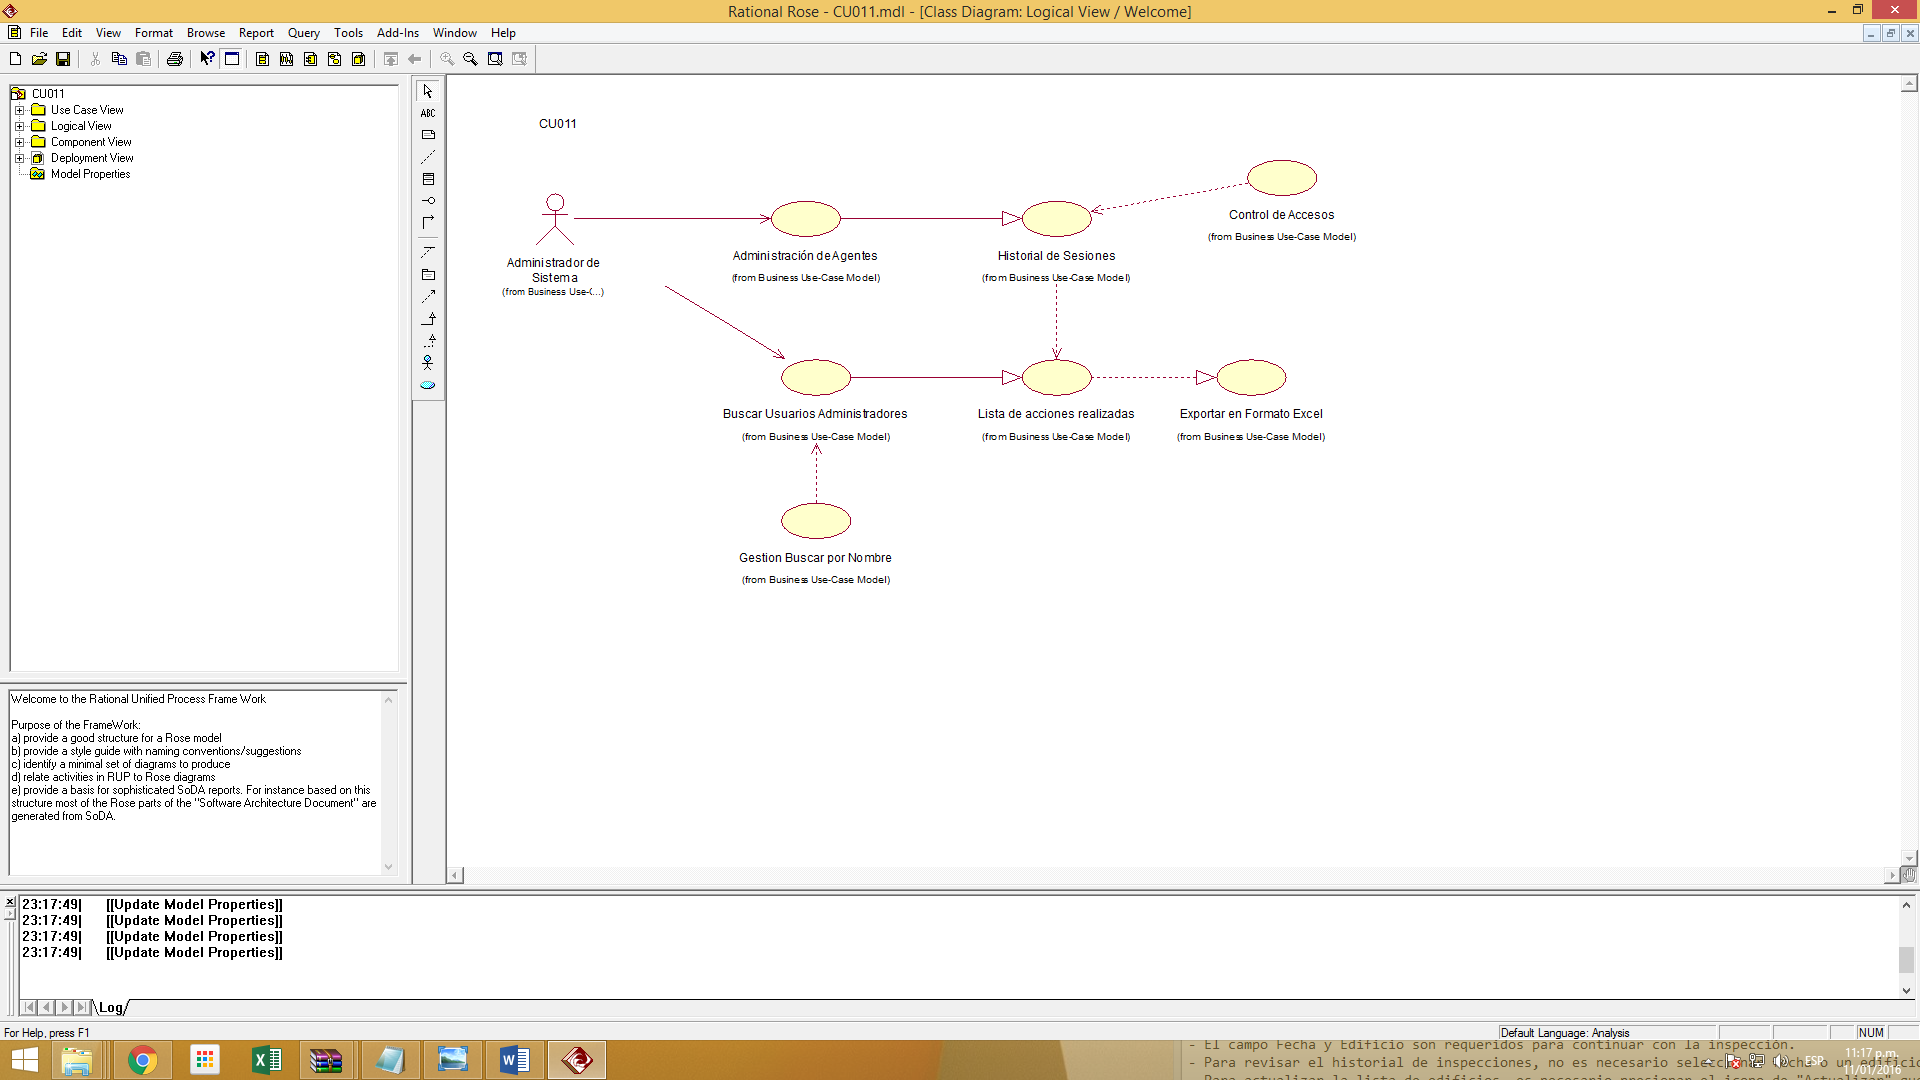 Rational Rose - CU011.mdl - [Class Diagram: Logical View / Welcome]
File Edit View Format Browse Report Query Tools Add-Ins Window Help
CU011
Use Case View
Logical View
Component View
Deployment View
Model Properties
ABC
CU011
Administrador de
Sistema
(from Business Use-C...)
Administración de Agentes
(from Business Use-Case Model)
Historial de Sesiones
(from Business Use-Case Model)
Control de Accesos
(from Business Use-Case Model)
Buscar Usuarios Administradores
(from Business Use-Case Model)
Lista de acciones realizadas
(from Business Use-Case Model)
Exportar en Formato Excel
(from Business Use-Case Model)
Gestion Buscar por Nombre
(from Business Use-Case Model)
Welcome to the Rational Unified Process Frame Work
Purpose of the FrameWork:
a) provide a good structure for a Rose model
b) provide a style guide with naming conventions/suggestions
c) identify a minimal set of diagrams to produce
d) relate activities in RUP to Rose diagrams
e) provide a basis for sophisticated SoDA reports. For instance based on this
structure most of the Rose parts of the "Software Architecture Document" are
generated from SoDA.
23:17:49| [[Update Model Properties]]
23:17:49| [[Update Model Properties]]
23:17:49| [[Update Model Properties]]
23:17:49| [[Update Model Properties]]
Log
For Help, press F1
Default Language: Analysis
NUM
- El campo Fecha y Edificio son requeridos para continuar con la inspección.
- Para revisar el historial de inspecciones, no es necesario
ESP
11:17 p.m.
11/01/2016